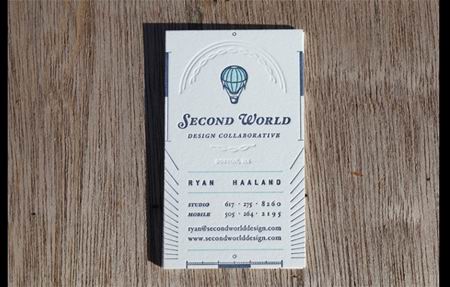 SECOND WORLD
DESIGN COLLABORATIVE
RYAN HAALAND
STUDIO 617 · 275 · 8260
MOBILE 505 · 264 · 2195
ryan@secondworlddesign.com
www.secondworlddesign.com